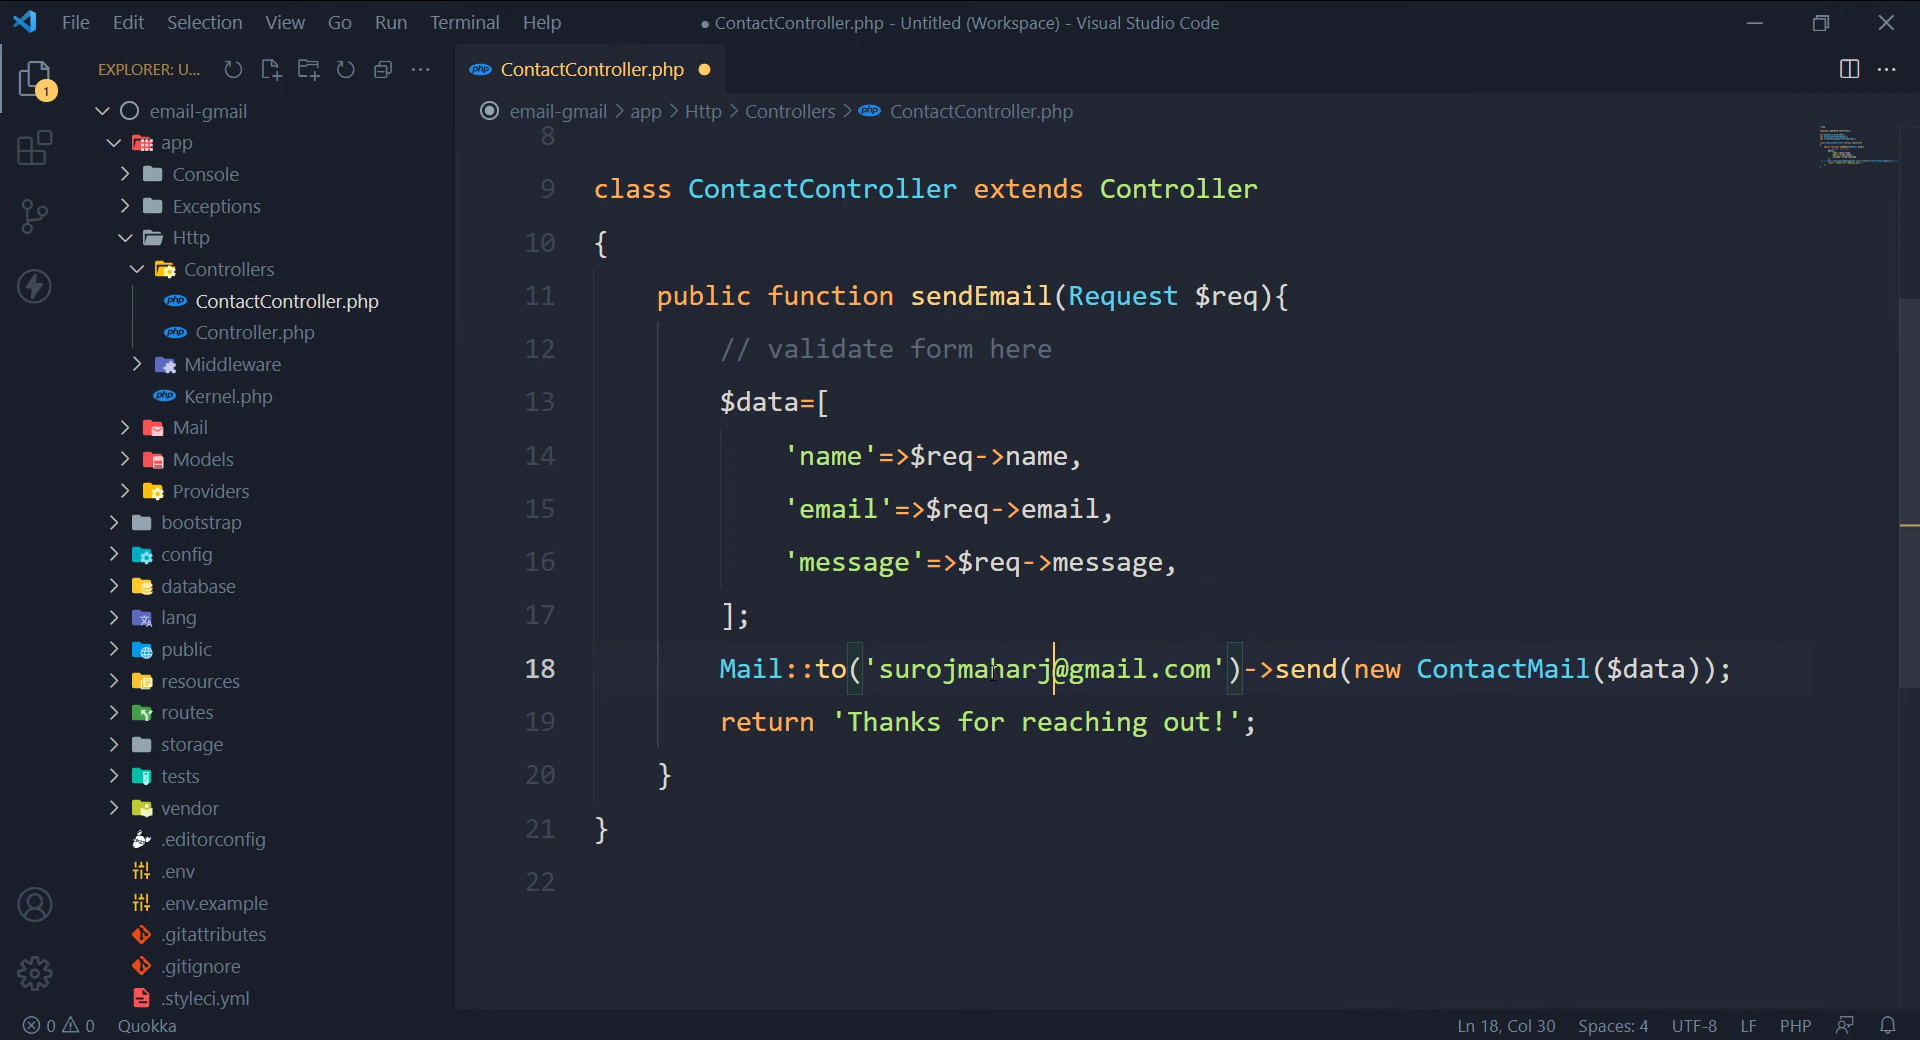 File Edit Selection View Go Run Terminal Help
● ContactController.php - Untitled (Workspace) - Visual Studio Code
EXPLORER: U...
1
email-gmail
app
Console
Exceptions
Http
Controllers
php ContactController.php
php Controller.php
Middleware
php Kernel.php
Mail
Models
Providers
bootstrap
config
database
lang
public
resources
routes
storage
tests
vendor
.editorconfig
.env
.env.example
.gitattributes
.gitignore
.styleci.yml
php ContactController.php
email-gmail > app > Http > Controllers > php ContactController.php
8
9 class ContactController extends Controller
10 {
11 public function sendEmail(Request $req){
12 // validate form here
13 $data=[
14 'name'=>$req->name,
15 'email'=>$req->email,
16 'message'=>$req->message,
17 ];
18 Mail::to('surojmaharj@gmail.com')->send(new ContactMail($data));
19 return 'Thanks for reaching out!';
20 }
21 }
22
0 0 Quokka
Ln 18, Col 30 Spaces: 4 UTF-8 LF PHP